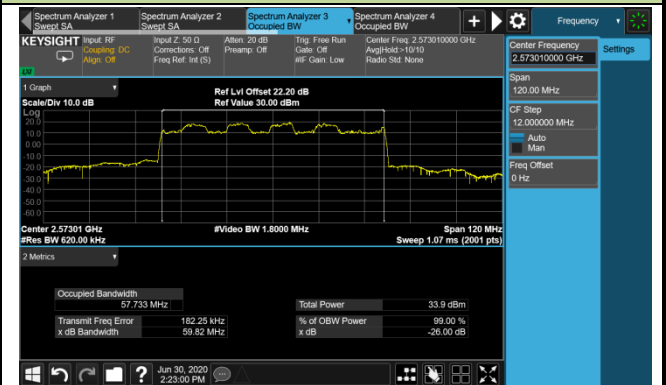 Spectrum Analyzer 1
Swept SA
Spectrum Analyzer 2
Swept SA
Spectrum Analyzer 3
Occupied BW
Spectrum Analyzer 4
Occupied BW
Frequency
KEYSIGHT
Input: RF
Coupling: DC
Align: Off
Input Z: 50 Ω
Corrections: Off
Freq Ref: Int (S)
Atten: 20 dB
Preamp: Off
Trig: Free Run
Gate: Off
#IF Gain: Low
Center Freq: 2.573010000 GHz
Avg|Hold:>10/10
Radio Std: None
LXI
Center Frequency
2.573010000 GHz
Settings
Span
120.00 MHz
CF Step
12.000000 MHz
Auto
Man
Freq Offset
0 Hz
1 Graph
Scale/Div 10.0 dB
Ref Lvl Offset 22.20 dB
Ref Value 30.00 dBm
Log
20.0
10.0
0.00
-10.0
-20.0
-30.0
-40.0
-50.0
-60.0
Center 2.57301 GHz
#Res BW 620.00 kHz
#Video BW 1.8000 MHz
Span 120 MHz
Sweep 1.07 ms (2001 pts)
2 Metrics
Occupied Bandwidth
57.733 MHz
Total Power 33.9 dBm
Transmit Freq Error 182.25 kHz
% of OBW Power 99.00 %
x dB Bandwidth 59.82 MHz
x dB -26.00 dB
?
Jun 30, 2020
2:23:00 PM